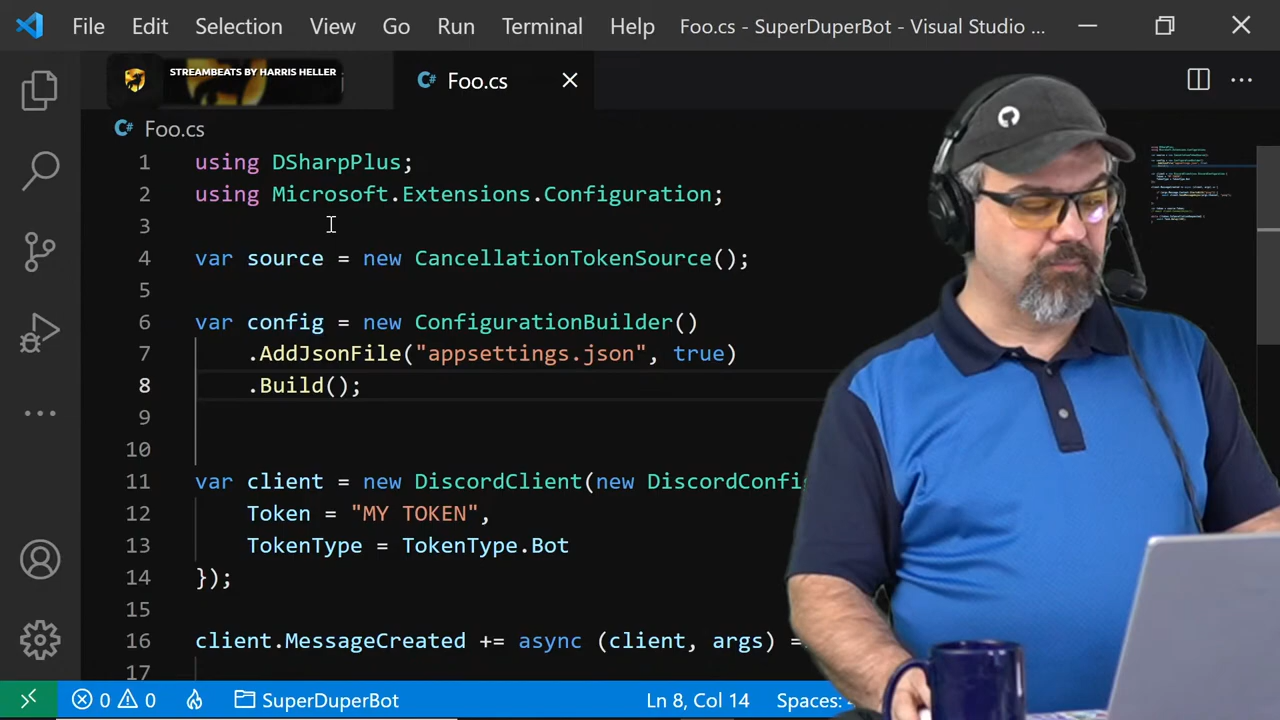 File Edit Selection View Go Run Terminal Help Foo.cs - SuperDuperBot - Visual Studio ...
STREAMBEATS BY HARRIS HELLER
Foo.cs
Foo.cs
1 using DSharpPlus;
2 using Microsoft.Extensions.Configuration;
3
4 var source = new CancellationTokenSource();
5
6 var config = new ConfigurationBuilder()
7 .AddJsonFile("appsettings.json", true)
8 .Build();
9
10
11 var client = new DiscordClient(new DiscordConfi
12 Token = "MY TOKEN",
13 TokenType = TokenType.Bot
14 });
15
16 client.MessageCreated += async (client, args) =
17
0 0 SuperDuperBot Ln 8, Col 14 Spaces: